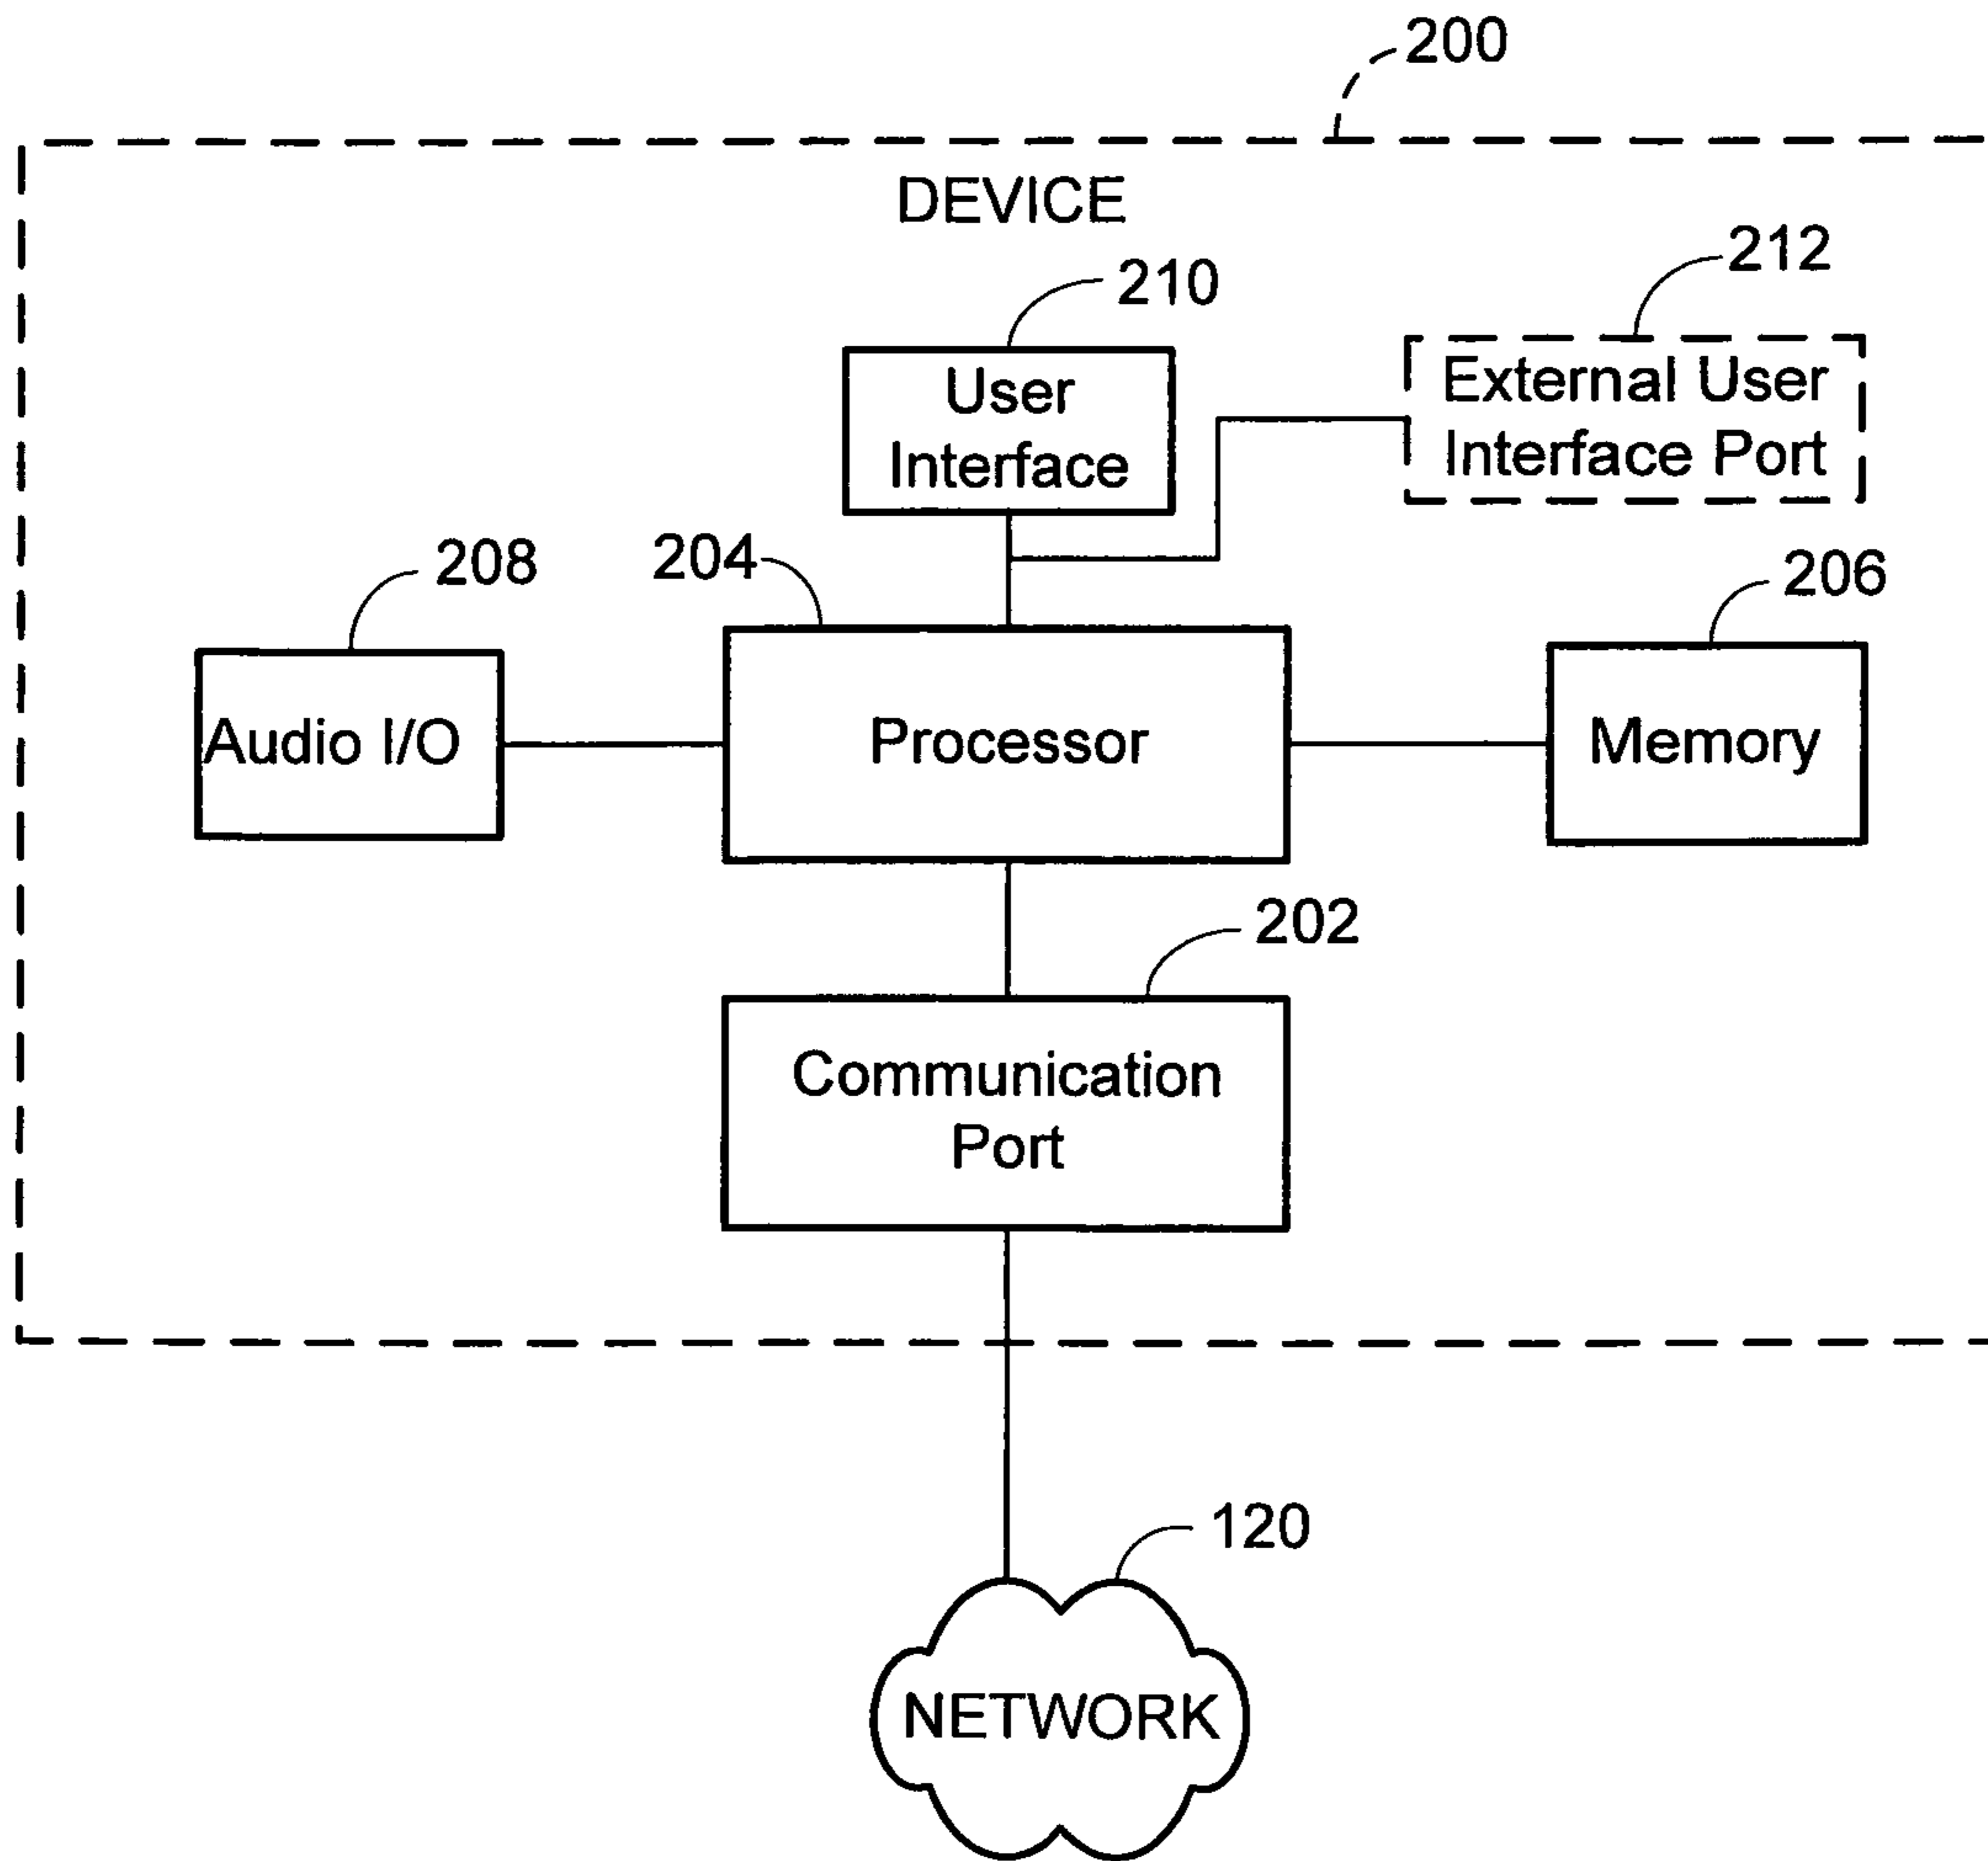 200
DEVICE
210
212
User
Interface
External User
Interface Port
208
204
206
Audio I/O
Processor
Memory
202
Communication
Port
120
NETWORK